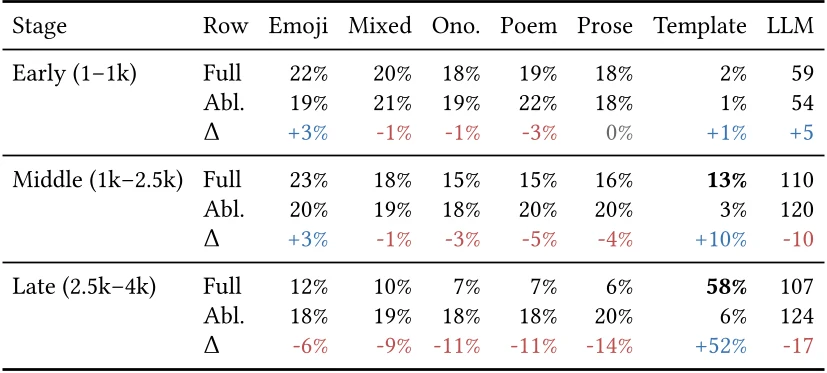 Stage Row Emoji Mixed Ono. Poem Prose Template LLM
Early (1–1k) Full 22% 20% 18% 19% 18% 2% 59
Abl. 19% 21% 19% 22% 18% 1% 54
Δ +3% -1% -1% -3% 0% +1% +5
Middle (1k–2.5k) Full 23% 18% 15% 15% 16% 13% 110
Abl. 20% 19% 18% 20% 20% 3% 120
Δ +3% -1% -3% -5% -4% +10% -10
Late (2.5k–4k) Full 12% 10% 7% 7% 6% 58% 107
Abl. 18% 19% 18% 18% 20% 6% 124
Δ -6% -9% -11% -11% -14% +52% -17